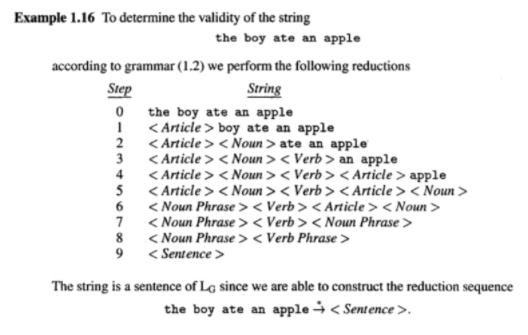 Example 1.16 To determine the validity of the string
the boy ate an apple
according to grammar (1.2) we perform the following reductions
Step String
0 the boy ate an apple
1 < Article > boy ate an apple
2 < Article > < Noun > ate an apple
3 < Article > < Noun > < Verb > an apple
4 < Article > < Noun > < Verb > < Article > apple
5 < Article > < Noun > < Verb > < Article > < Noun >
6 < Noun Phrase > < Verb > < Article > < Noun >
7 < Noun Phrase > < Verb > < Noun Phrase >
8 < Noun Phrase > < Verb Phrase >
9 < Sentence >
The string is a sentence of L_G since we are able to construct the reduction sequence
the boy ate an apple →* < Sentence >.